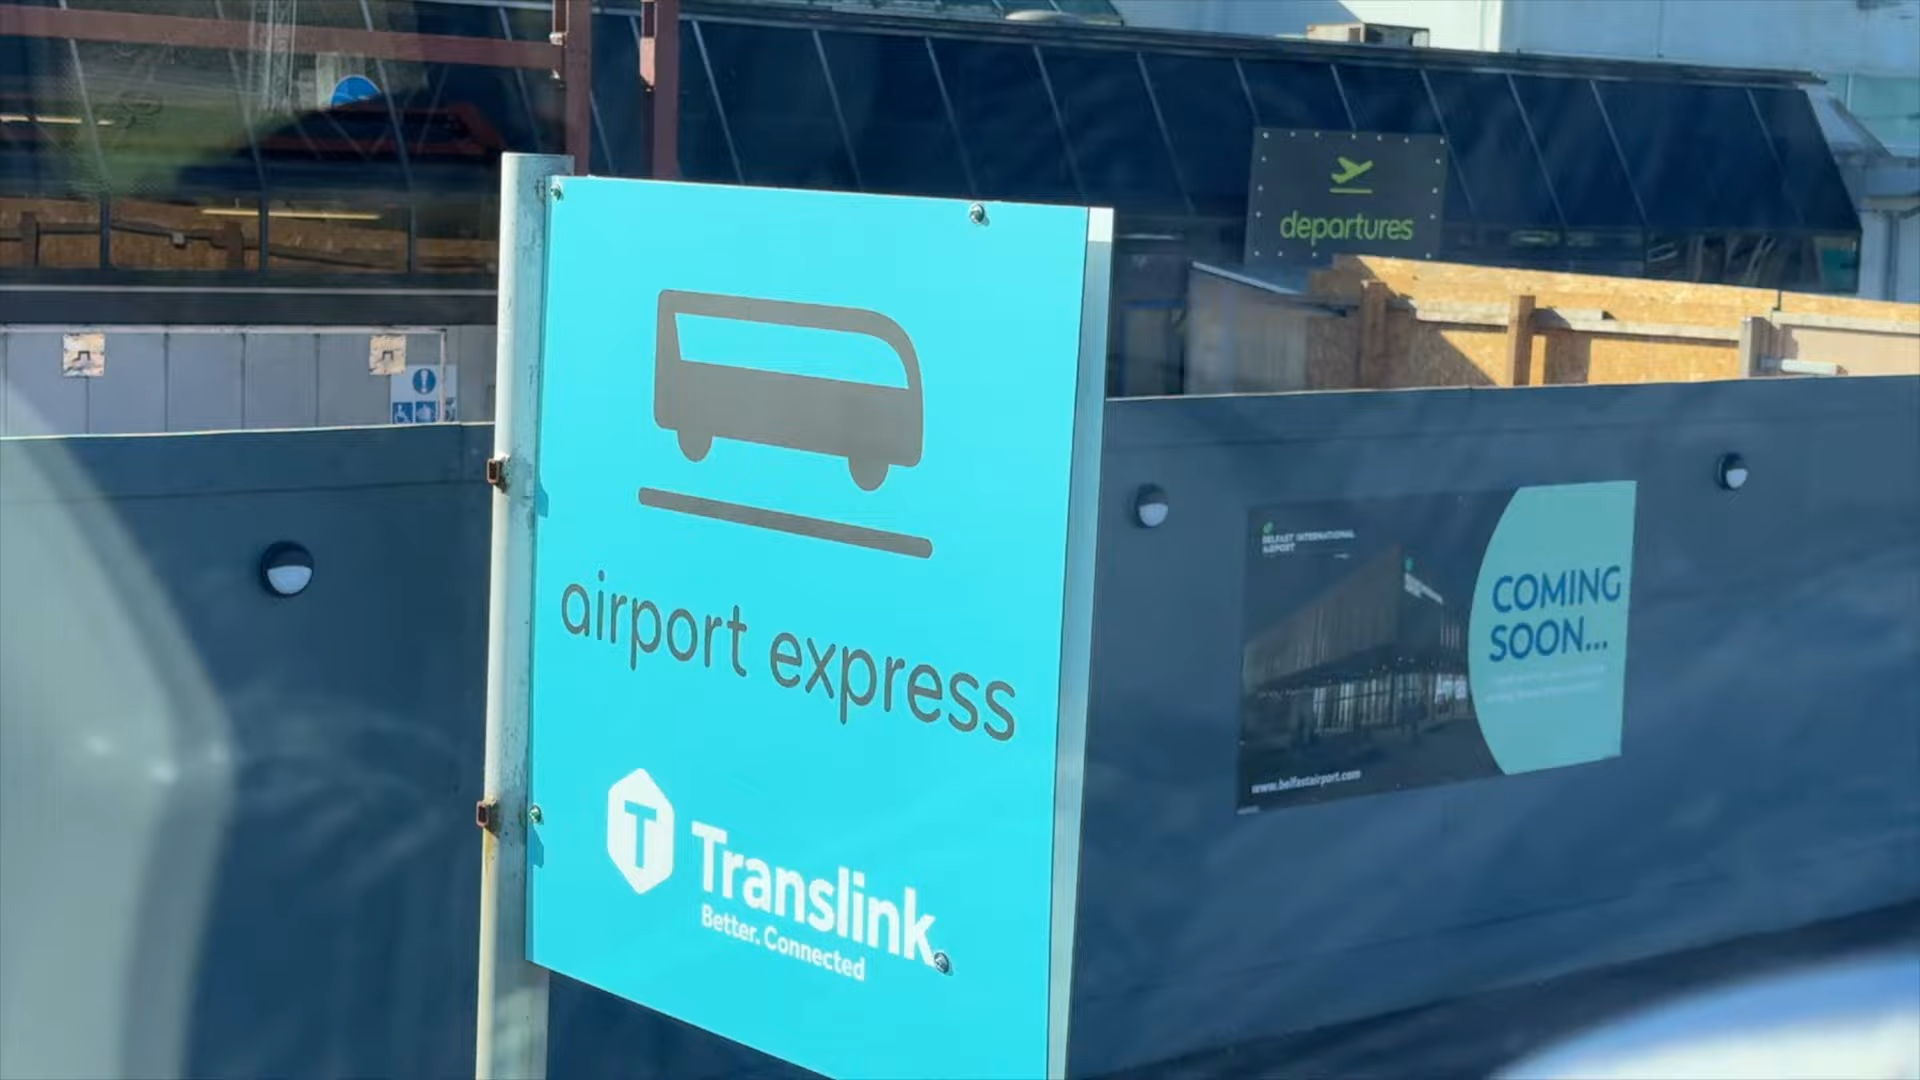 departures
airport express
T
Translink
Better. Connected
BELFAST INTERNATIONAL
AIRPORT
COMING
SOON...
www.belfastairport.com